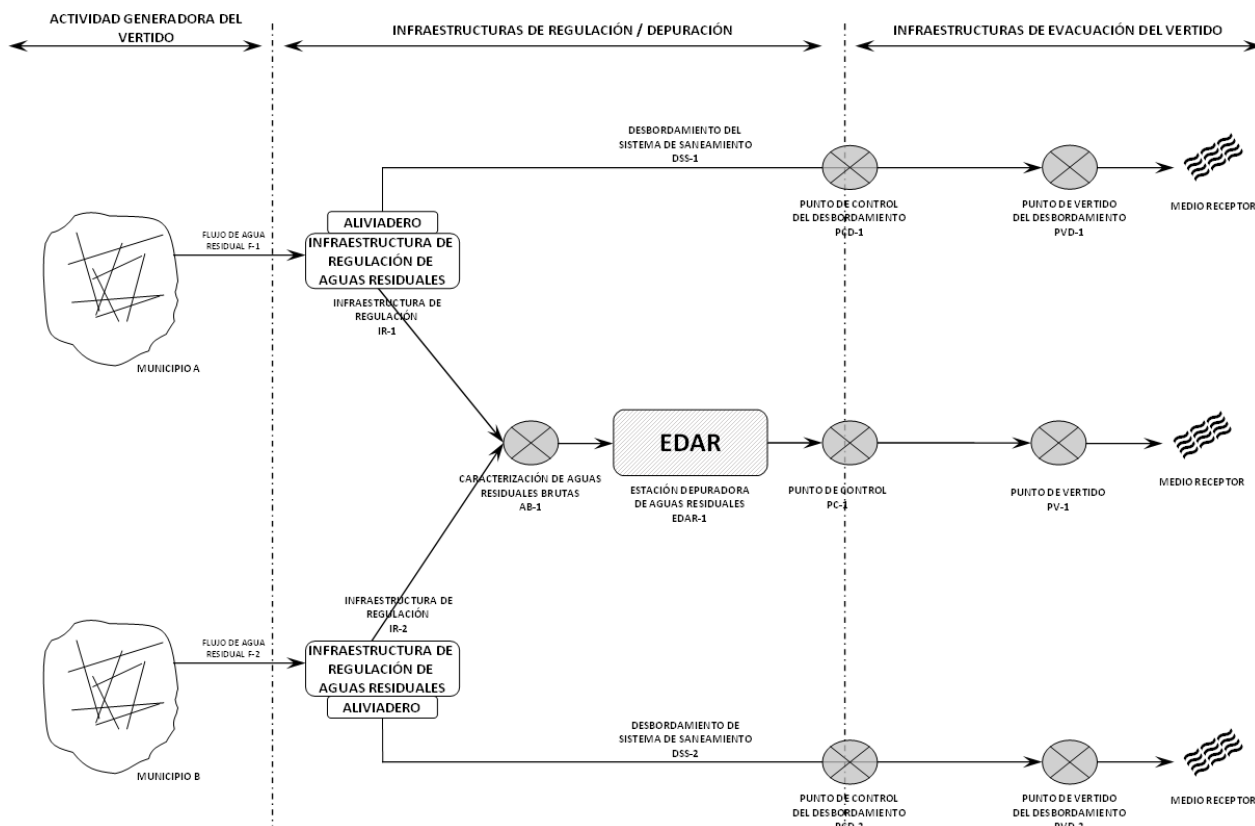 ACTIVIDAD GENERADORA DEL
VERTIDO
INFRAESTRUCTURAS DE REGULACIÓN / DEPURACIÓN
INFRAESTRUCTURAS DE EVACUACIÓN DEL VERTIDO
DESBORDAMIENTO DEL
SISTEMA DE SANEAMIENTO
DSS-1
ALIVIADERO
INFRAESTRUCTURA DE
REGULACIÓN DE
AGUAS RESIDUALES
FLUJO DE AGUA
RESIDUAL F-1
PUNTO DE CONTROL
DEL DESBORDAMIENTO
PCD-1
PUNTO DE VERTIDO
DEL DESBORDAMIENTO
PVD-1
MEDIO RECEPTOR
INFRAESTRUCTURA DE
REGULACIÓN
IR-1
MUNICIPIO A
EDAR
CARACTERIZACIÓN DE AGUAS
RESIDUALES BRUTAS
AB-1
ESTACIÓN DEPURADORA
DE AGUAS RESIDUALES
EDAR-1
PUNTO DE CONTROL
PC-1
PUNTO DE VERTIDO
PV-1
MEDIO RECEPTOR
INFRAESTRUCTURA DE
REGULACIÓN
IR-2
FLUJO DE AGUA
RESIDUAL F-2
INFRAESTRUCTURA DE
REGULACIÓN DE
AGUAS RESIDUALES
ALIVIADERO
MUNICIPIO B
DESBORDAMIENTO DE
SISTEMA DE SANEAMIENTO
DSS-2
PUNTO DE CONTROL
DEL DESBORDAMIENTO
PCD-2
PUNTO DE VERTIDO
DEL DESBORDAMIENTO
PVD-2
MEDIO RECEPTOR